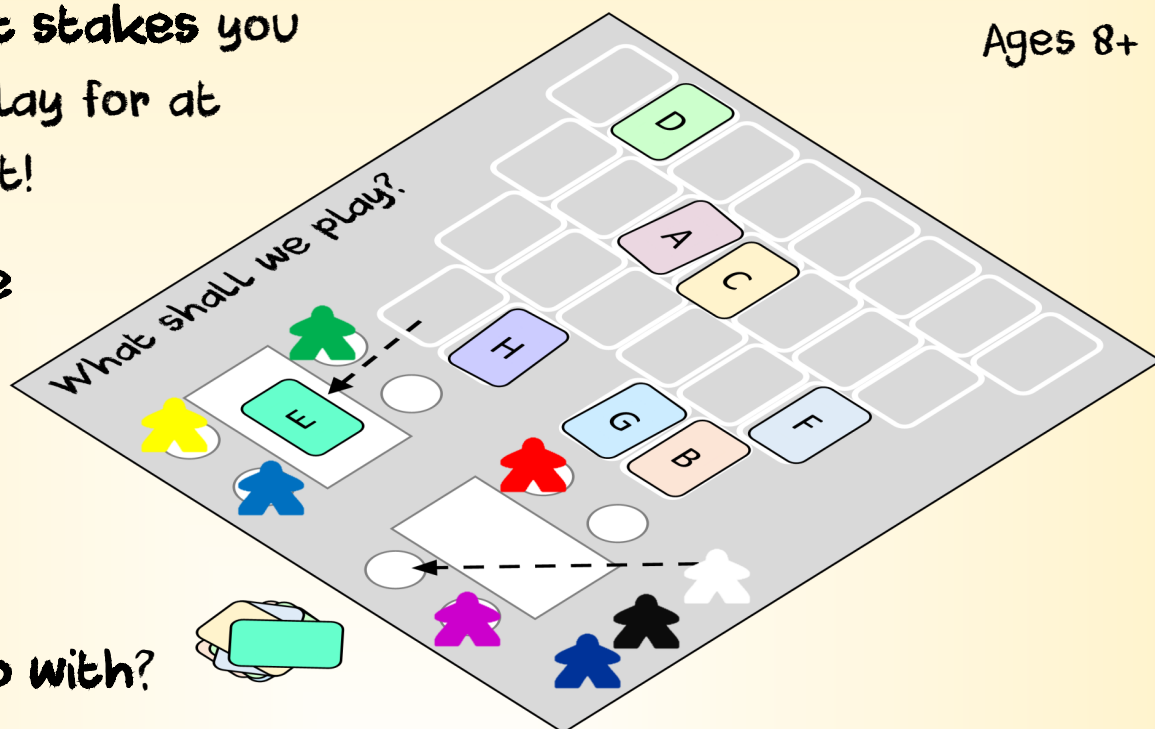 stakes you
Ages 8+
lay for at
t!
What shall we play?
D
A
C
H
E
G
B
F
with?